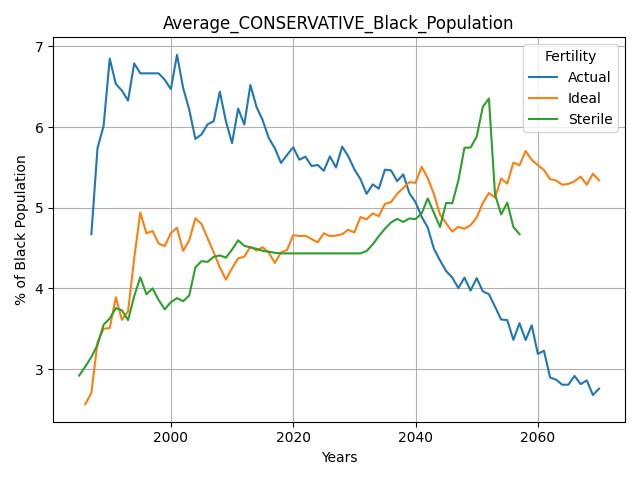 Average_CONSERVATIVE_Black_Population
% of Black Population
7
6
5
4
3
Fertility
Actual
Ideal
Sterile
2000
2020
2040
2060
Years